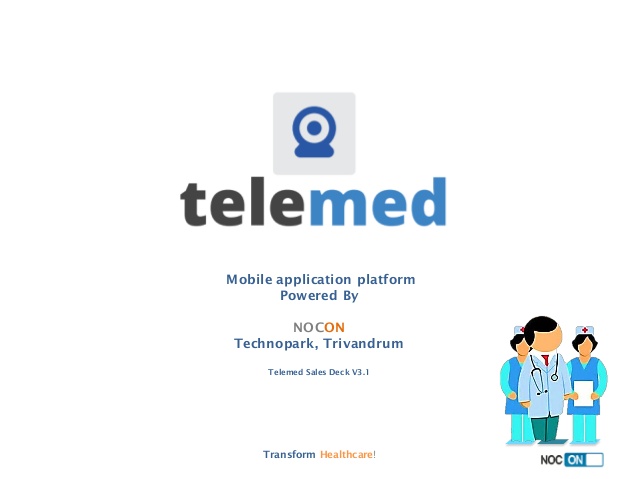 telemed
Mobile application platform
Powered By
NOCON
Technopark, Trivandrum
Telemed Sales Deck V3.1
Transform Healthcare!
NOC ON